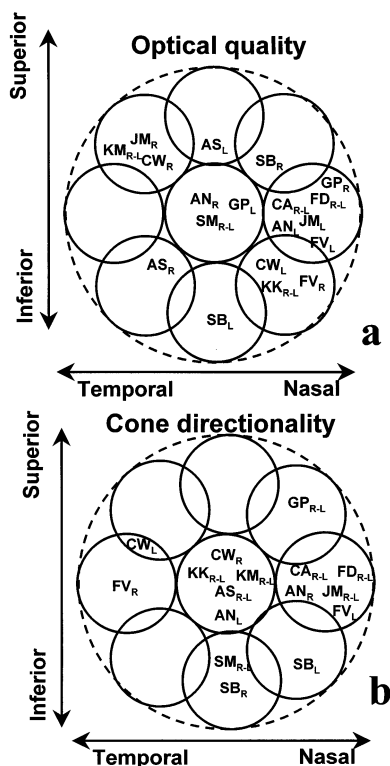 Optical quality
Superior
Inferior
JM_R
KM_R-L CW_R
AS_L
SB_R
AN_R GP_L
SM_R-L
GP_R
CA_R-L FD_R-L
AN_L JM_L
FV_L
AS_R
SB_L
CW_L
KK_R-L FV_R
a
Temporal Nasal
Cone directionality
Superior
Inferior
GP_R-L
CW_L
CW_R
KK_R-L KM_R-L
AS_R-L
AN_L
FV_R
CA_R-L FD_R-L
AN_R JM_R-L
FV_L
SM_R-L
SB_R
SB_L
b
Temporal Nasal